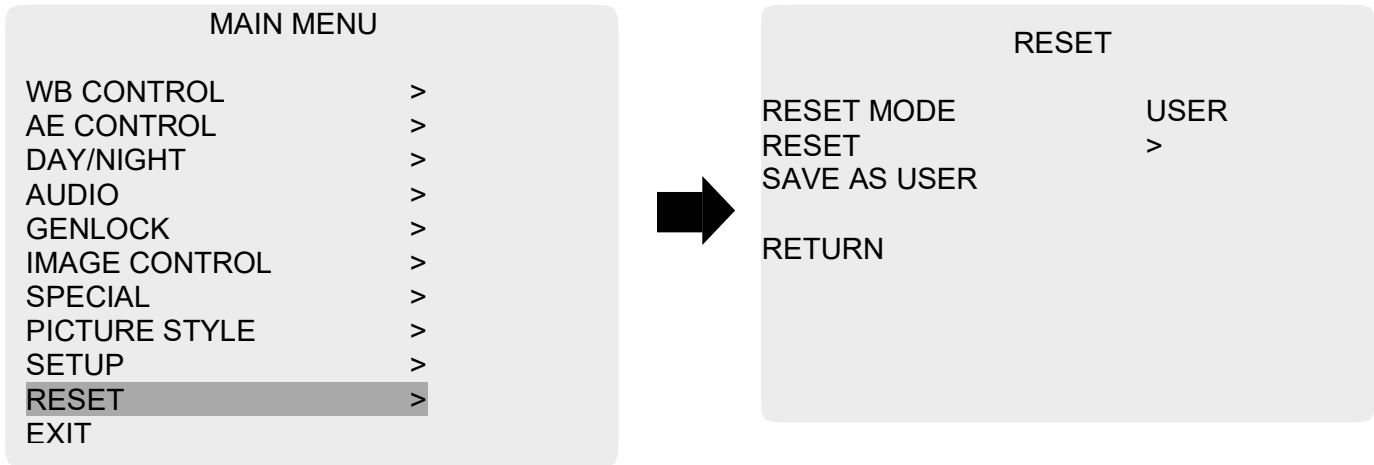 MAIN MENU
WB CONTROL >
AE CONTROL >
DAY/NIGHT >
AUDIO >
GENLOCK >
IMAGE CONTROL >
SPECIAL >
PICTURE STYLE >
SETUP >
RESET >
EXIT
RESET
RESET MODE USER
RESET >
SAVE AS USER
RETURN